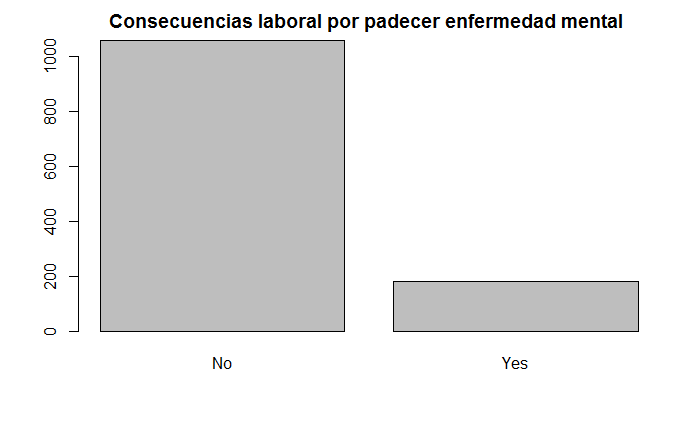 Consecuencias laboral por padecer enfermedad mental
1000
800
600
400
200
0
No
Yes